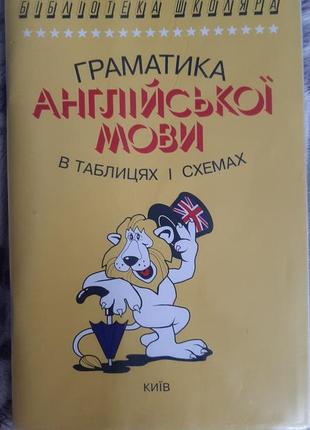 БІБЛІОТЕКА ШКОЛЯРА
ГРАМАТИКА
АНГЛІЙСЬКОЇ
МОВИ
В ТАБЛИЦЯХ І СХЕМАХ
КИЇВ